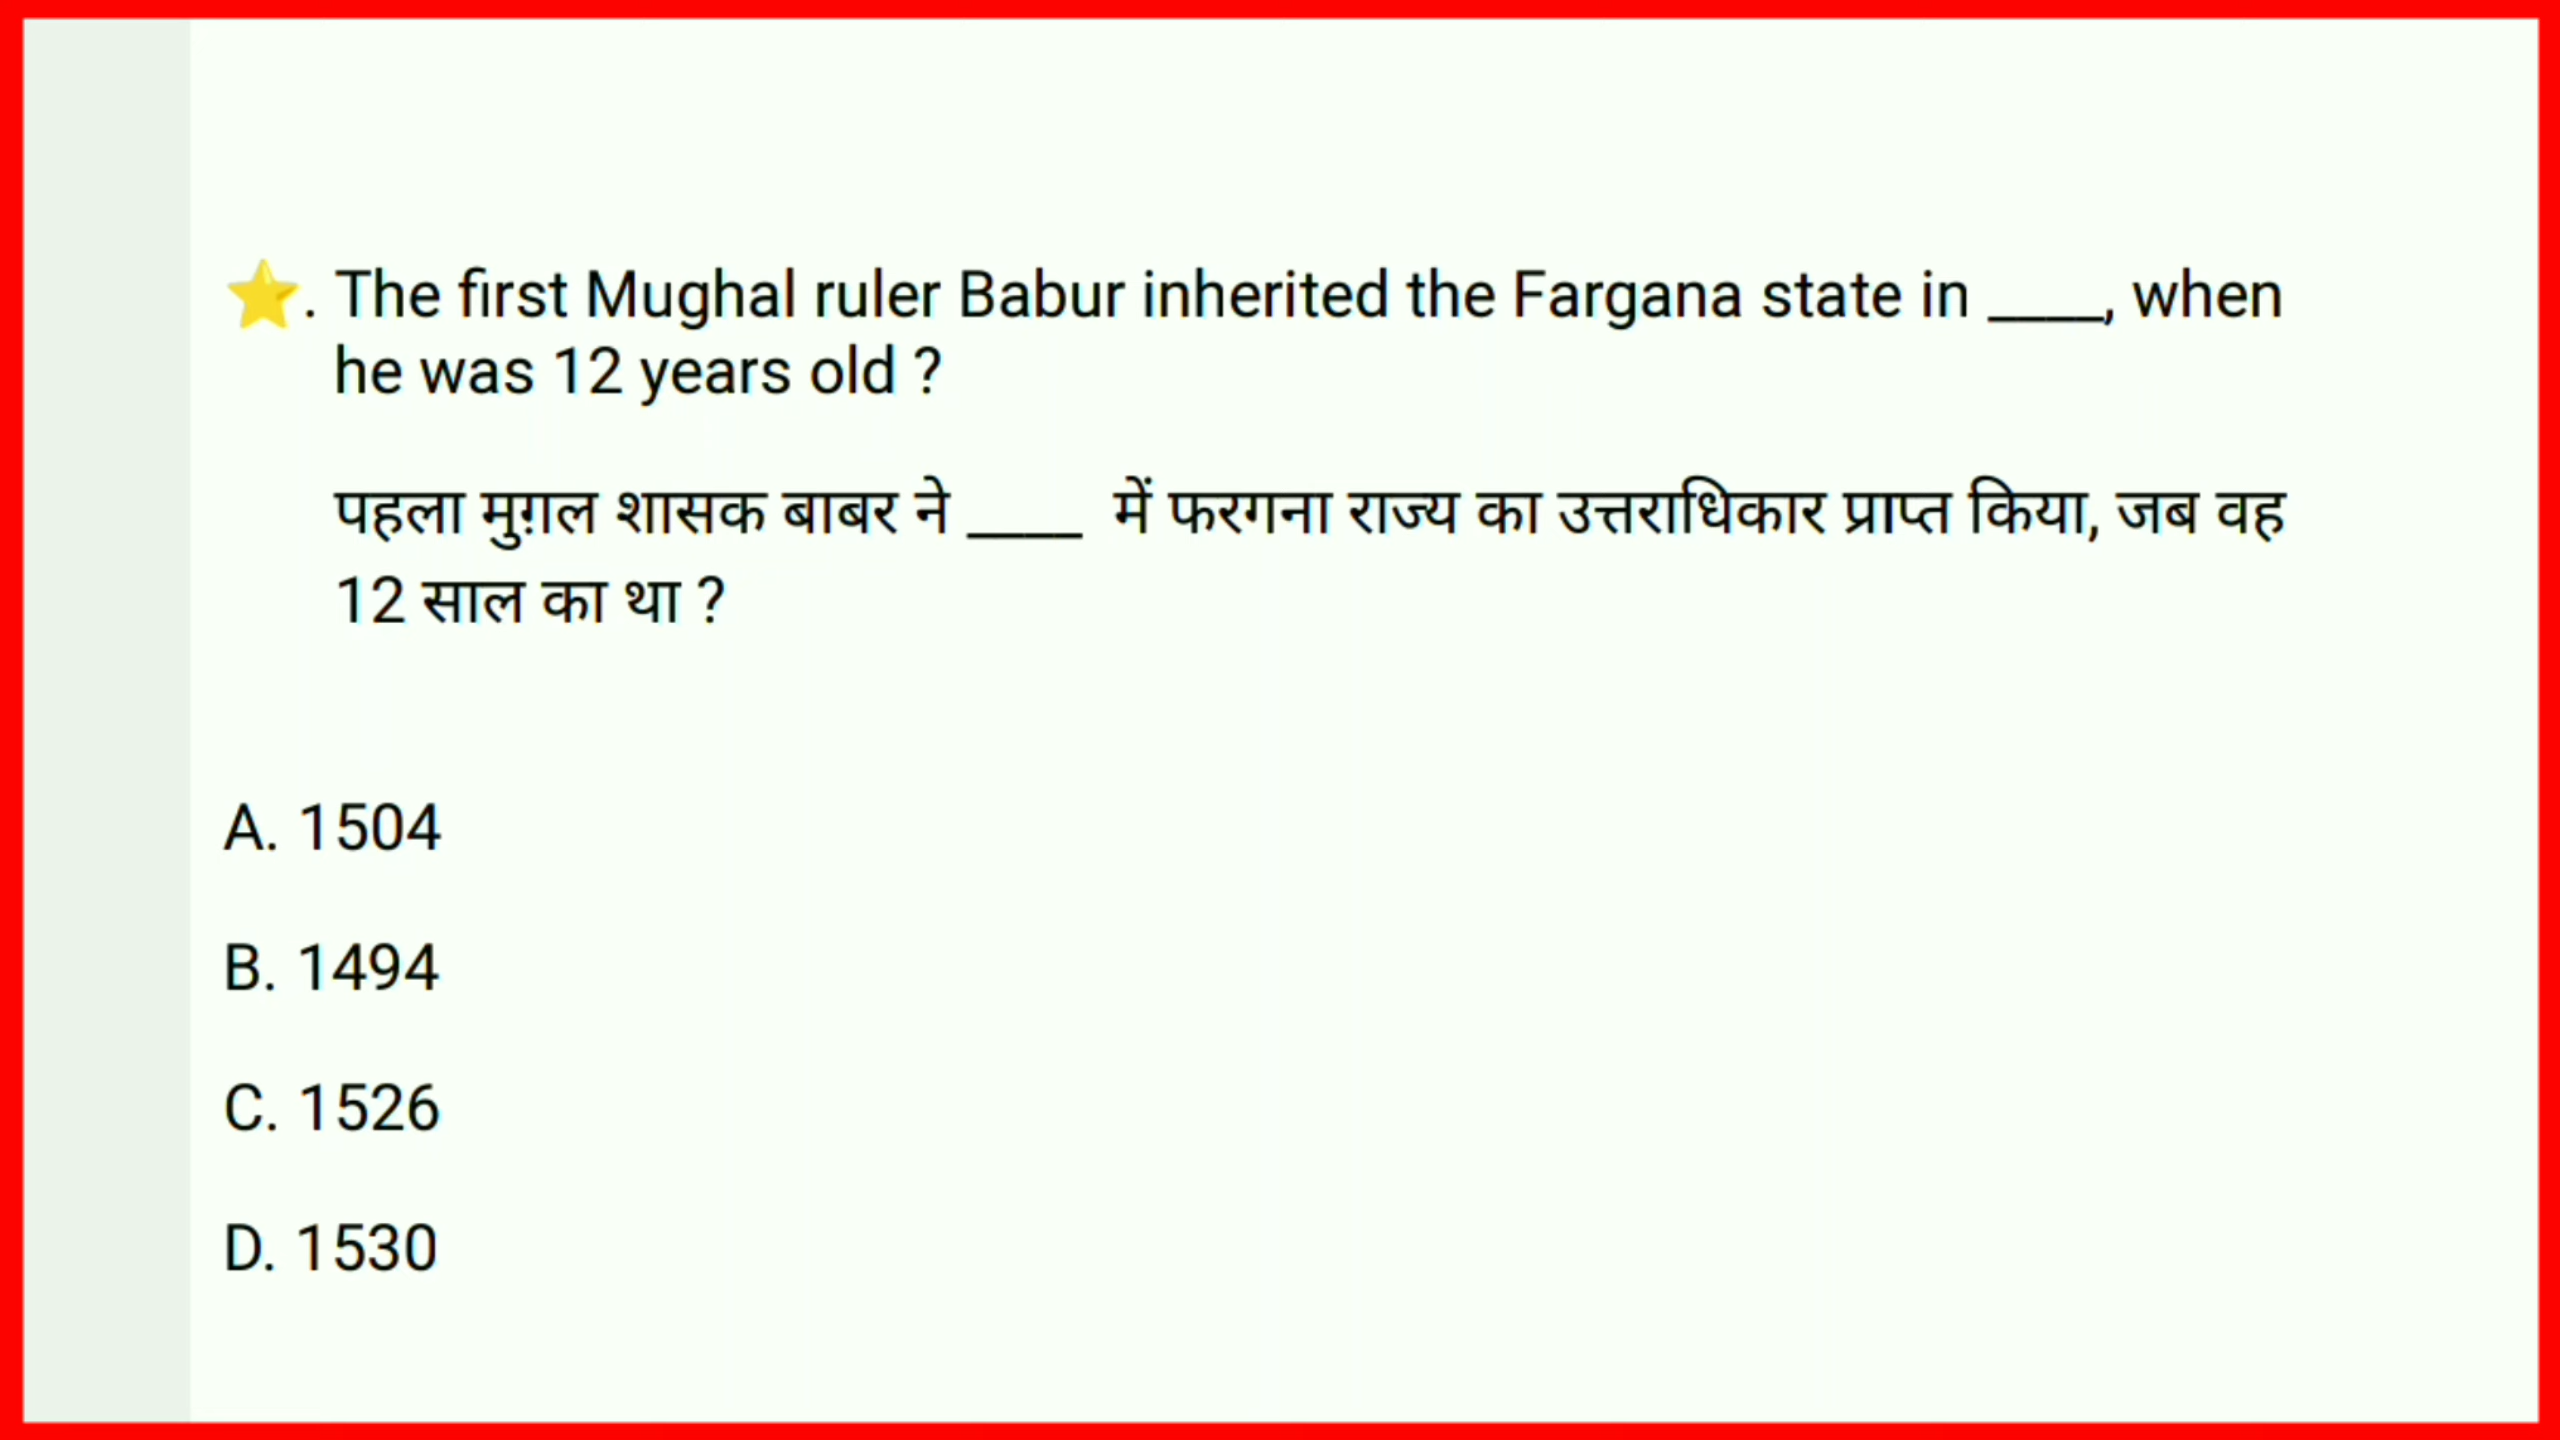 ⭐. The first Mughal ruler Babur inherited the Fargana state in ____, when
he was 12 years old ?
पहला मुग़ल शासक बाबर ने ____ में फरगना राज्य का उत्तराधिकार प्राप्त किया, जब वह
12 साल का था ?
A. 1504
B. 1494
C. 1526
D. 1530